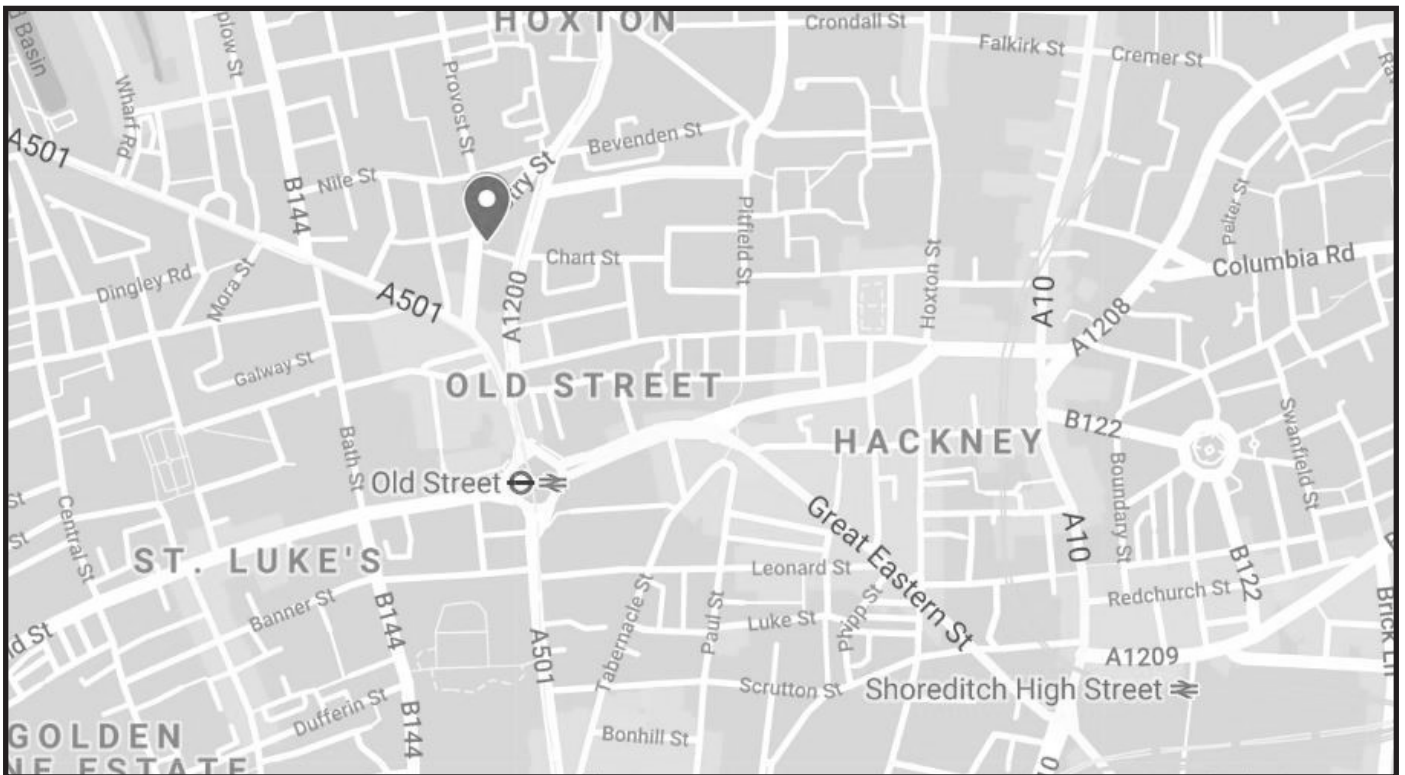 HOXTON
Crondall St
Falkirk St
Cremer St
Basin
Wharf Rd
Provost St
A501
Bevenden St
B144
Nile St
Pitfield St
Pelter St
Columbia Rd
Chart St
Hoxton St
Dingley Rd
Mora St
A501
A1200
A10
A1208
Galway St
OLD STREET
B122
HACKNEY
Swanfield St
Bath St
Old Street
Boundary St
Central St
Great Eastern St
A10
ST. LUKE'S
Leonard St
B122
Redchurch St
Banner St
B144
Tabernacle St
Paul St
Luke St
Phipp St
A501
A1209
Scrutton St
Shoreditch High Street
Dufferin St
B144
Bonhill St
GOLDEN
ESTATE